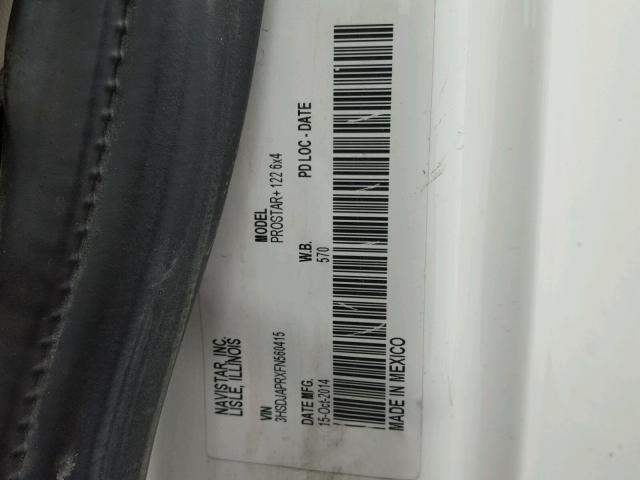 NAVISTAR, INC.
LISLE, ILLINOIS
VIN
3HSDJAPRXFN560415
MODEL
PROSTAR+ 122 6x4
DATE MFG.
15-Oct-2014
W.B.
570
PD LOC - DATE
MADE IN MEXICO